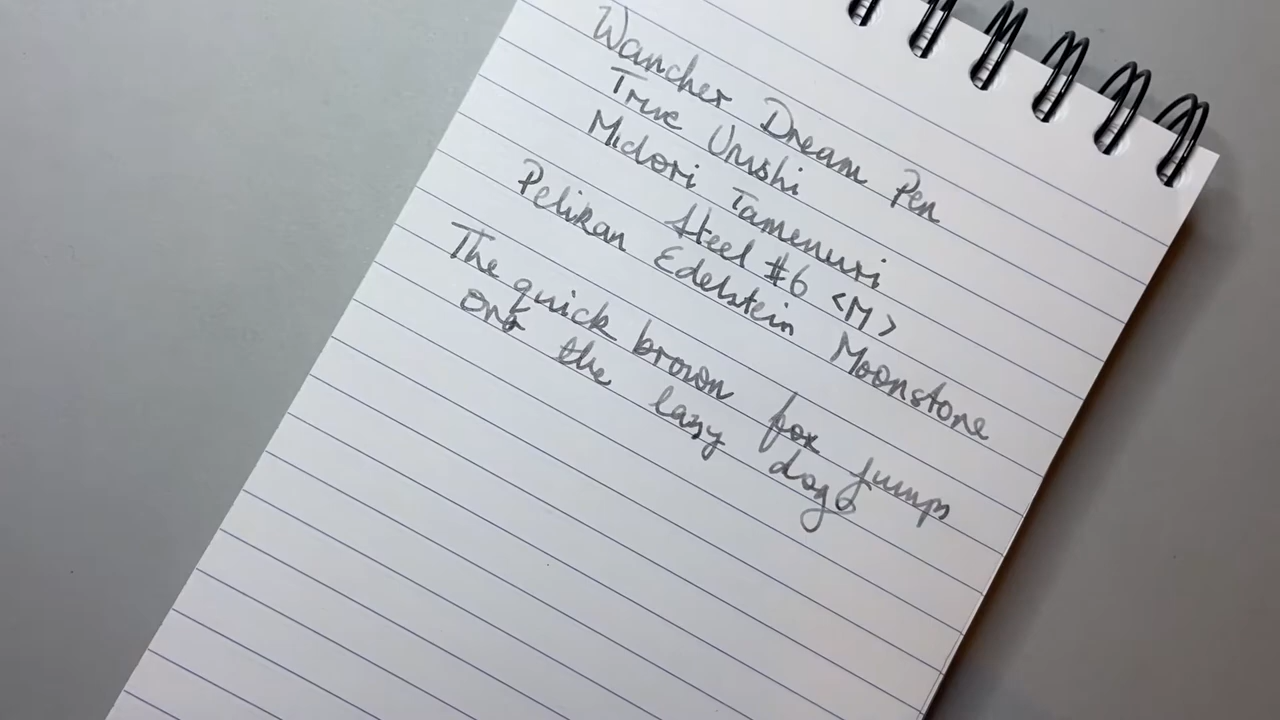 Wancher Dream Pen
True Urushi
Midori Tamenuri
Steel #6 <M>
Pelikan Edelstein Moonstone
The quick brown fox jumps
the lazy dogs